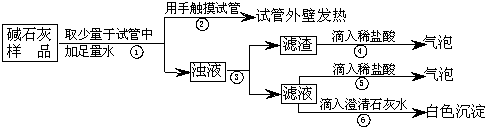 碱石灰
样 品
取少量于试管中
加足量水
①
用手触摸试管
②
试管外壁发热
浊液
③
滤渣
滴入稀盐酸
④
气泡
滤液
滴入稀盐酸
⑤
气泡
滴入澄清石灰水
⑥
白色沉淀